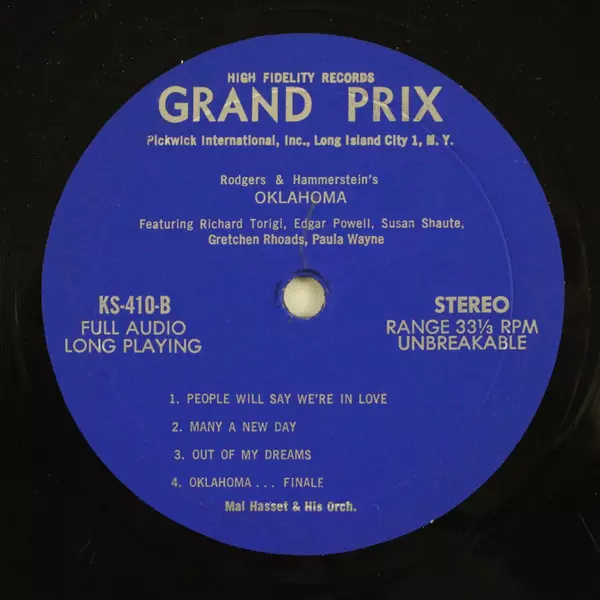 HIGH FIDELITY RECORDS
GRAND PRIX
Pickwick International, Inc., Long Island City 1, N. Y.
Rodgers & Hammerstein's
OKLAHOMA
Featuring Richard Torigi, Edgar Powell, Susan Shaute,
Gretchen Rhoads, Paula Wayne
KS-410-B
FULL AUDIO
LONG PLAYING
STEREO
RANGE 33⅓ RPM
UNBREAKABLE
1. PEOPLE WILL SAY WE'RE IN LOVE
2. MANY A NEW DAY
3. OUT OF MY DREAMS
4. OKLAHOMA . . . FINALE
Mal Hasset & His Orch.